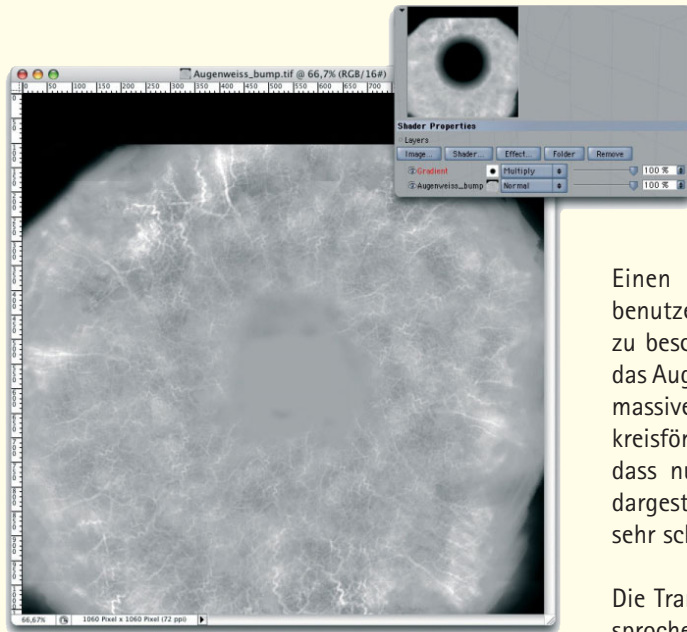 Augenweiss_bump.tif @ 66,7% (RGB/16#)
0 50 100 150 200 250 300 350 400 450 500 550 600 650 700
66,67% 1060 Pixel x 1060 Pixel (72 ppi)
Shader Properties
Layers
Image... Shader... Effect... Folder Remove
Gradient Multiply 100 %
Augenweiss_bump Normal 100 %
Einen
benutze
zu besc
das Aug
massive
kreisför
dass nu
dargest
sehr sch
Die Tran
sproche